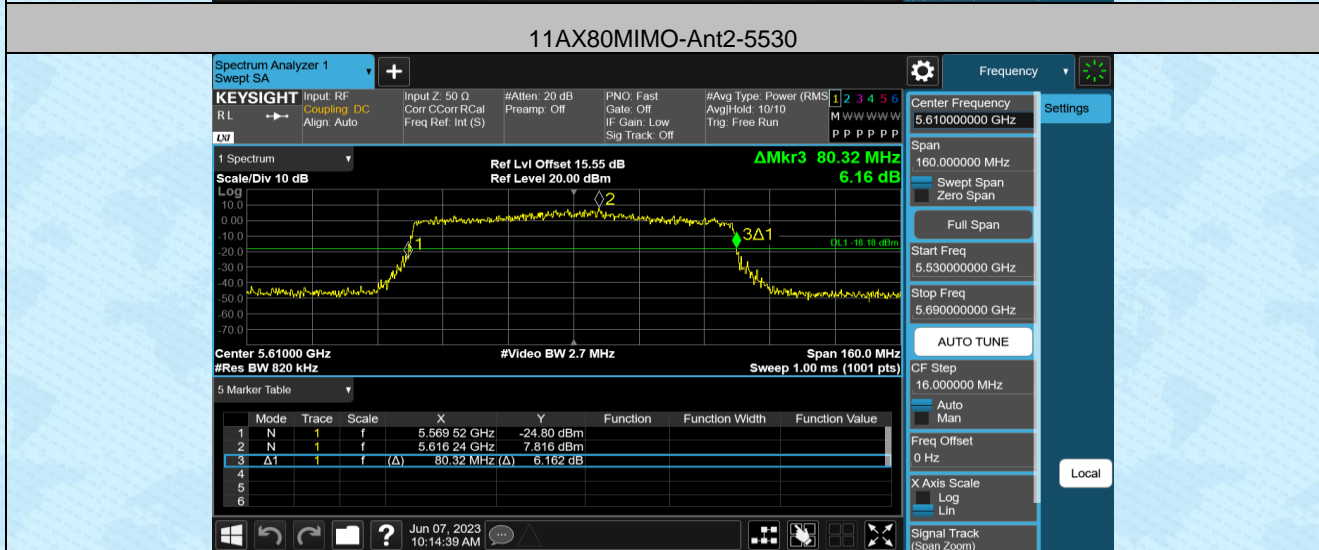 11AX80MIMO-Ant2-5530
Spectrum Analyzer 1
Swept SA
Frequency
KEYSIGHT
R L
LXI
Input: RF
Coupling: DC
Align: Auto
Input Z: 50 Ω
Corr CCorr RCal
Freq Ref: Int (S)
#Atten: 20 dB
Preamp: Off
PNO: Fast
Gate: Off
IF Gain: Low
Sig Track: Off
#Avg Type: Power (RMS
Avg|Hold: 10/10
Trig: Free Run
1 2 3 4 5 6
M W W W W W
P P P P P P
1 Spectrum
Scale/Div 10 dB
Ref Lvl Offset 15.55 dB
Ref Level 20.00 dBm
ΔMkr3 80.32 MHz
6.16 dB
Log
10.0
0.00
-10.0
-20.0
-30.0
-40.0
-50.0
-60.0
-70.0
1
2
3Δ1
DL1 -18.18 dBm
Center 5.61000 GHz
#Res BW 820 kHz
#Video BW 2.7 MHz
Span 160.0 MHz
Sweep 1.00 ms (1001 pts)
5 Marker Table
Mode Trace Scale X Y Function Function Width Function Value
1 N 1 f 5.569 52 GHz -24.80 dBm
2 N 1 f 5.616 24 GHz 7.816 dBm
3 Δ1 1 f (Δ) 80.32 MHz (Δ) 6.162 dB
4
5
6
Jun 07, 2023
10:14:39 AM
Center Frequency
5.610000000 GHz
Settings
Span
160.000000 MHz
Swept Span
Zero Span
Full Span
Start Freq
5.530000000 GHz
Stop Freq
5.690000000 GHz
AUTO TUNE
CF Step
16.000000 MHz
Auto
Man
Freq Offset
0 Hz
X Axis Scale
Log
Lin
Local
Signal Track
(Span Zoom)